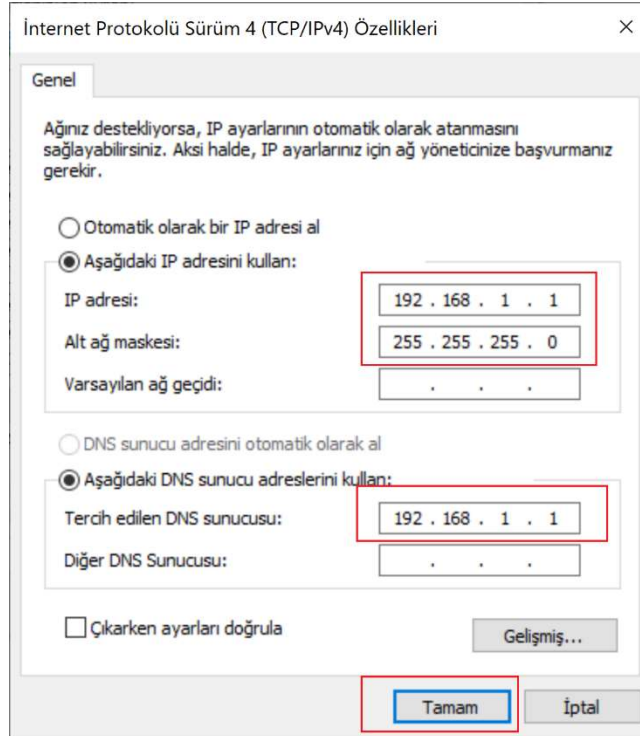 İnternet Protokolü Sürüm 4 (TCP/IPv4) Özellikleri
Genel
Ağınız destekliyorsa, IP ayarlarının otomatik olarak atanmasını
sağlayabilirsiniz. Aksi halde, IP ayarlarınız için ağ yöneticinize başvurmanız
gerekir.
Otomatik olarak bir IP adresi al
Aşağıdaki IP adresini kullan:
IP adresi: 192 . 168 . 1 . 1
Alt ağ maskesi: 255 . 255 . 255 . 0
Varsayılan ağ geçidi: . . .
DNS sunucu adresini otomatik olarak al
Aşağıdaki DNS sunucu adreslerini kullan:
Tercih edilen DNS sunucusu: 192 . 168 . 1 . 1
Diğer DNS Sunucusu: . . .
Çıkarken ayarları doğrula
Gelişmiş...
Tamam İptal